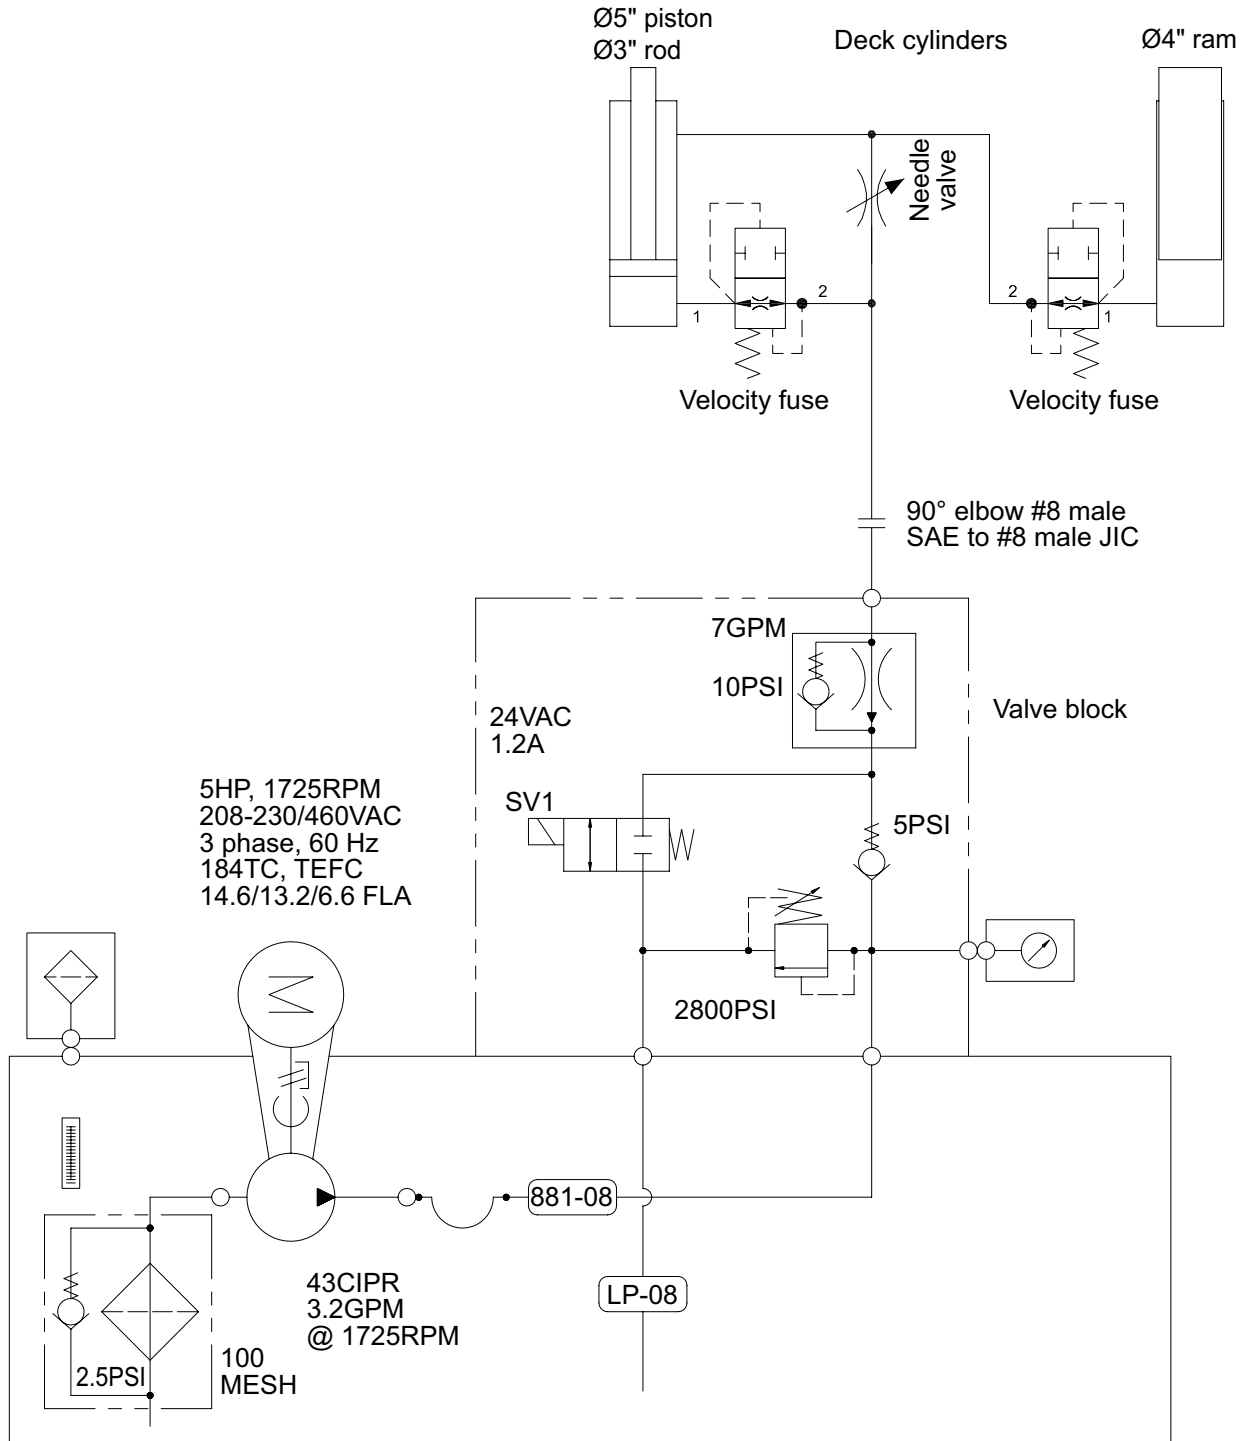 Ø5" piston
Ø3" rod
Deck cylinders
Ø4" ram
Needle
valve
1
2
2
1
Velocity fuse
Velocity fuse
90° elbow #8 male
SAE to #8 male JIC
7GPM
10PSI
Valve block
24VAC
1.2A
SV1
5PSI
5HP, 1725RPM
208-230/460VAC
3 phase, 60 Hz
184TC, TEFC
14.6/13.2/6.6 FLA
M
2800PSI
881-08
LP-08
43CIPR
3.2GPM
@ 1725RPM
2.5PSI
100
MESH